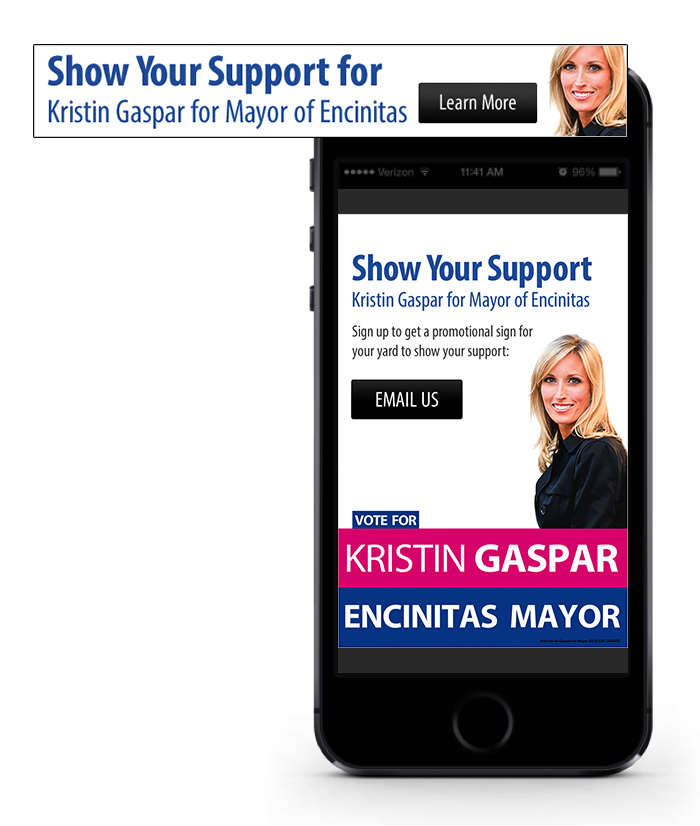 Show Your Support for
Kristin Gaspar for Mayor of Encinitas
Learn More
Verizon
11:41 AM
96%
Show Your Support
Kristin Gaspar for Mayor of Encinitas
Sign up to get a promotional sign for
your yard to show your support:
EMAIL US
VOTE FOR
KRISTIN GASPAR
ENCINITAS MAYOR